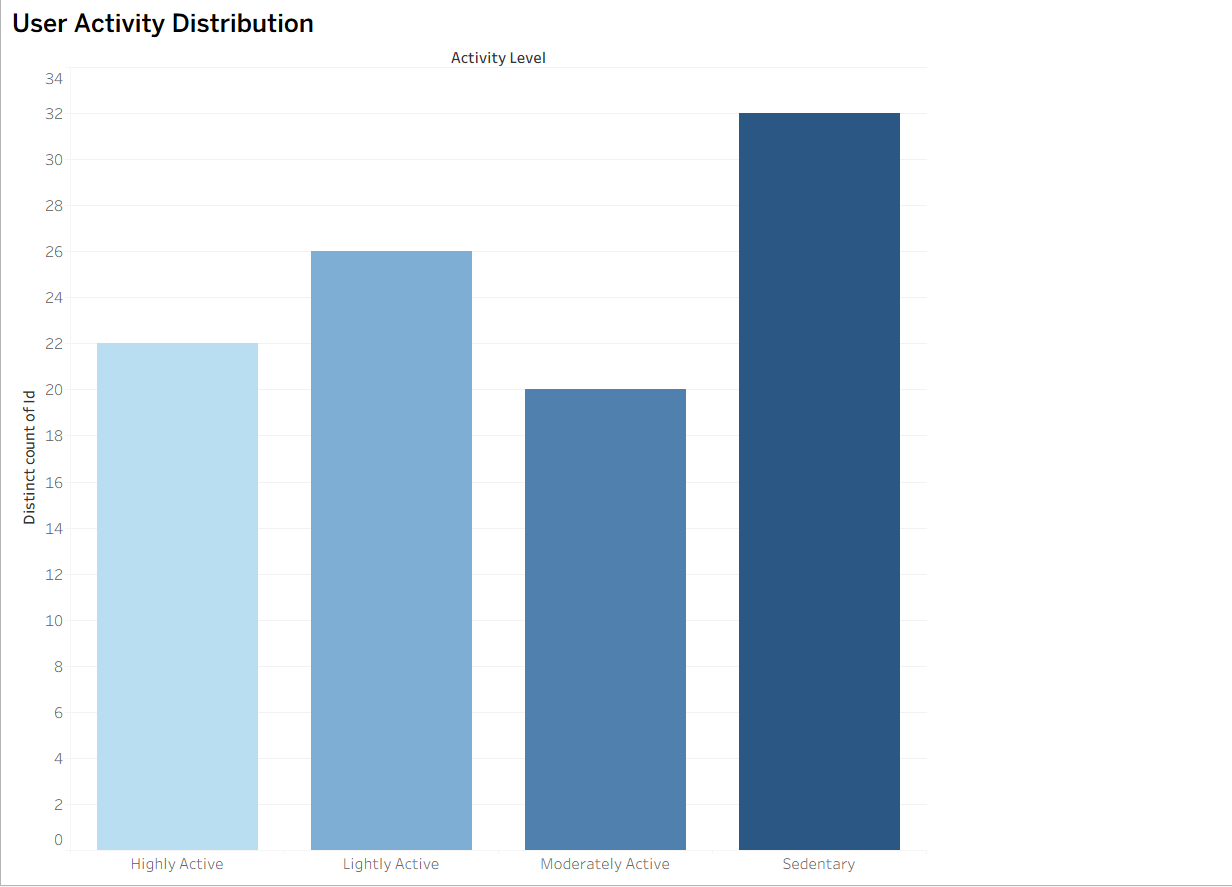 User Activity Distribution
Activity Level
34
32
30
28
26
24
22
20
18
16
14
12
10
8
6
4
2
0
Distinct count of Id
Highly Active
Lightly Active
Moderately Active
Sedentary